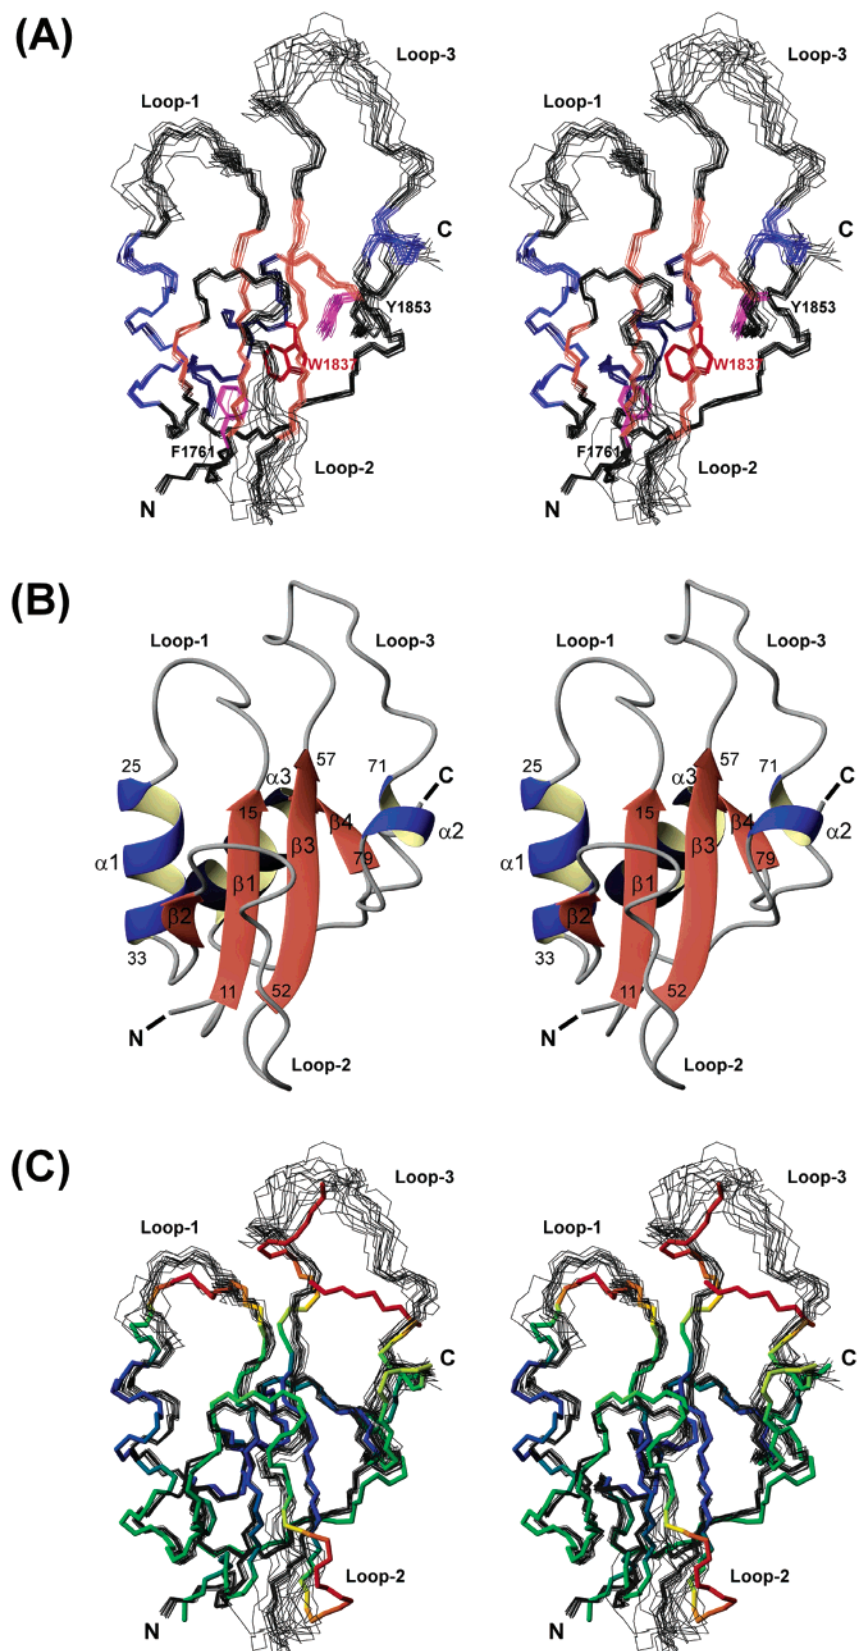 (A)
Loop-3
Loop-3
Loop-1
Loop-1
C
C
Y1853
Y1853
W1837
W1837
F1761
F1761
Loop-2
Loop-2
N
N
(B)
Loop-1
Loop-3
Loop-1
Loop-3
25
α3
57
71
C
25
α3
57
71
C
15
β4
α2
15
β4
α2
α1
β3
79
α1
β3
79
β1
β1
β2
β2
33
33
11
52
11
52
N
N
Loop-2
Loop-2
(C)
Loop-3
Loop-3
Loop-1
Loop-1
C
C
Loop-2
Loop-2
N
N